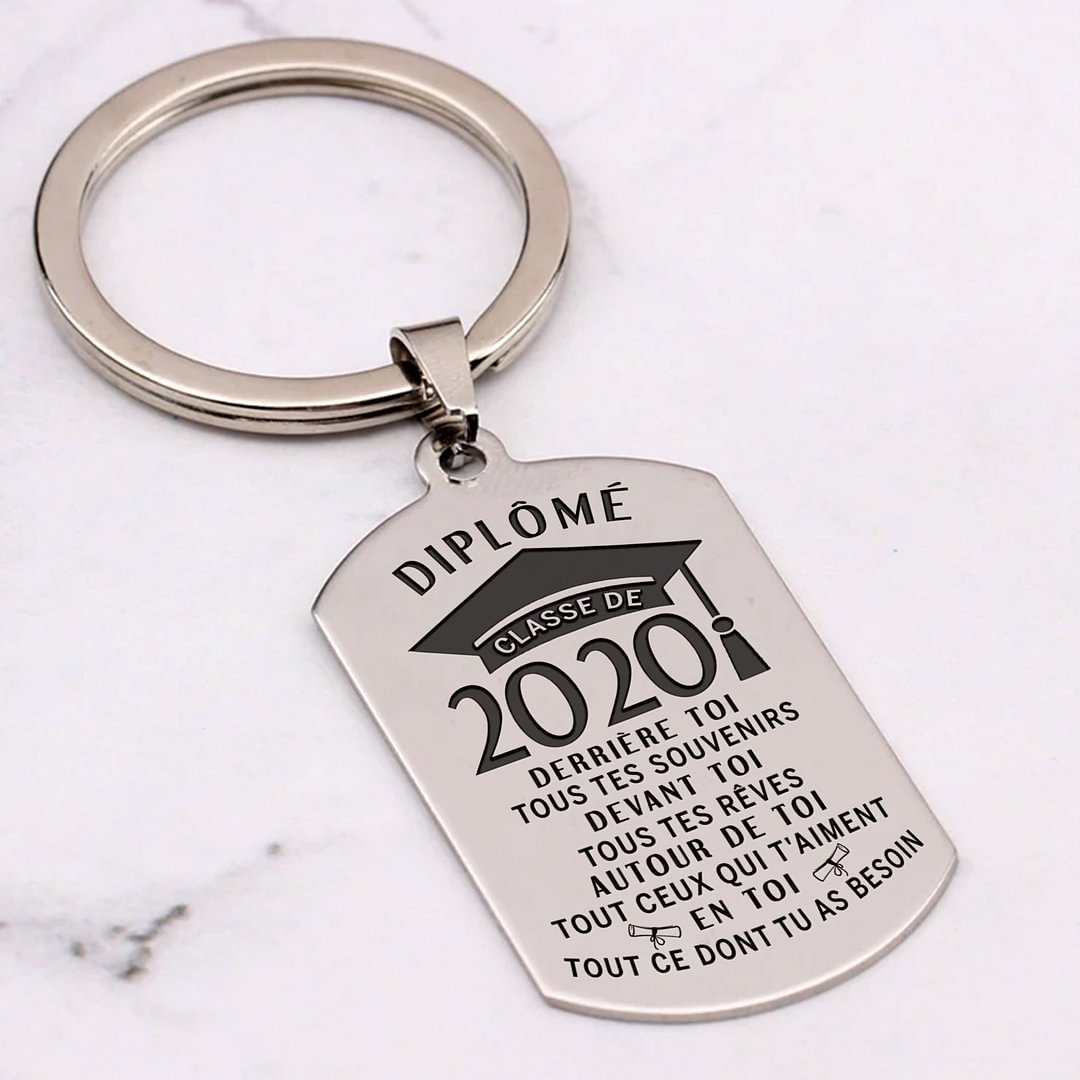 DIPLÔMÉ
CLASSE DE
2020
DERRIÈRE TOI
TOUS TES SOUVENIRS
DEVANT TOI
TOUS TES RÊVES
AUTOUR DE TOI
TOUT CEUX QUI T'AIMENT
EN TOI
TOUT CE DONT TU AS BESOIN